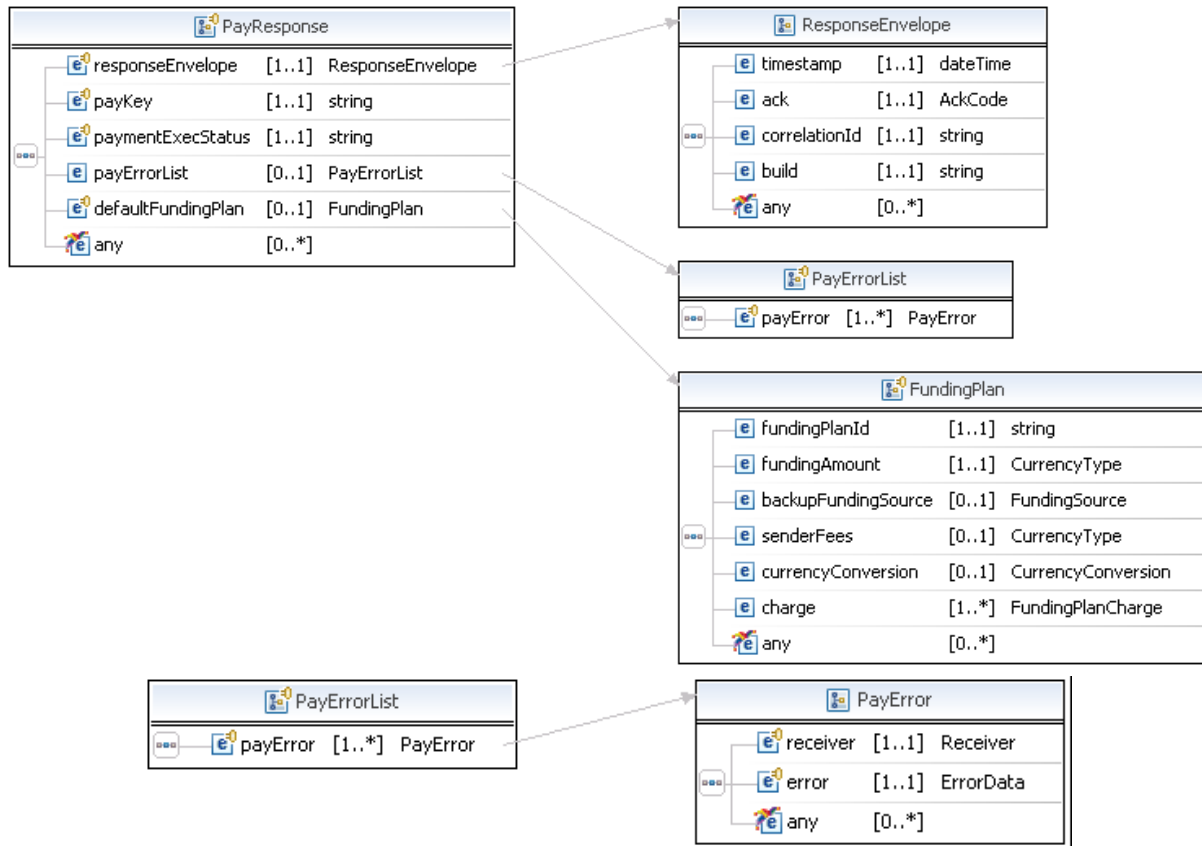 PayResponse
responseEnvelope [1..1] ResponseEnvelope
payKey [1..1] string
paymentExecStatus [1..1] string
payErrorList [0..1] PayErrorList
defaultFundingPlan [0..1] FundingPlan
any [0..*]
ResponseEnvelope
timestamp [1..1] dateTime
ack [1..1] AckCode
correlationId [1..1] string
build [1..1] string
any [0..*]
PayErrorList
payError [1..*] PayError
FundingPlan
fundingPlanId [1..1] string
fundingAmount [1..1] CurrencyType
backupFundingSource [0..1] FundingSource
senderFees [0..1] CurrencyType
currencyConversion [0..1] CurrencyConversion
charge [1..*] FundingPlanCharge
any [0..*]
PayErrorList
payError [1..*] PayError
PayError
receiver [1..1] Receiver
error [1..1] ErrorData
any [0..*]